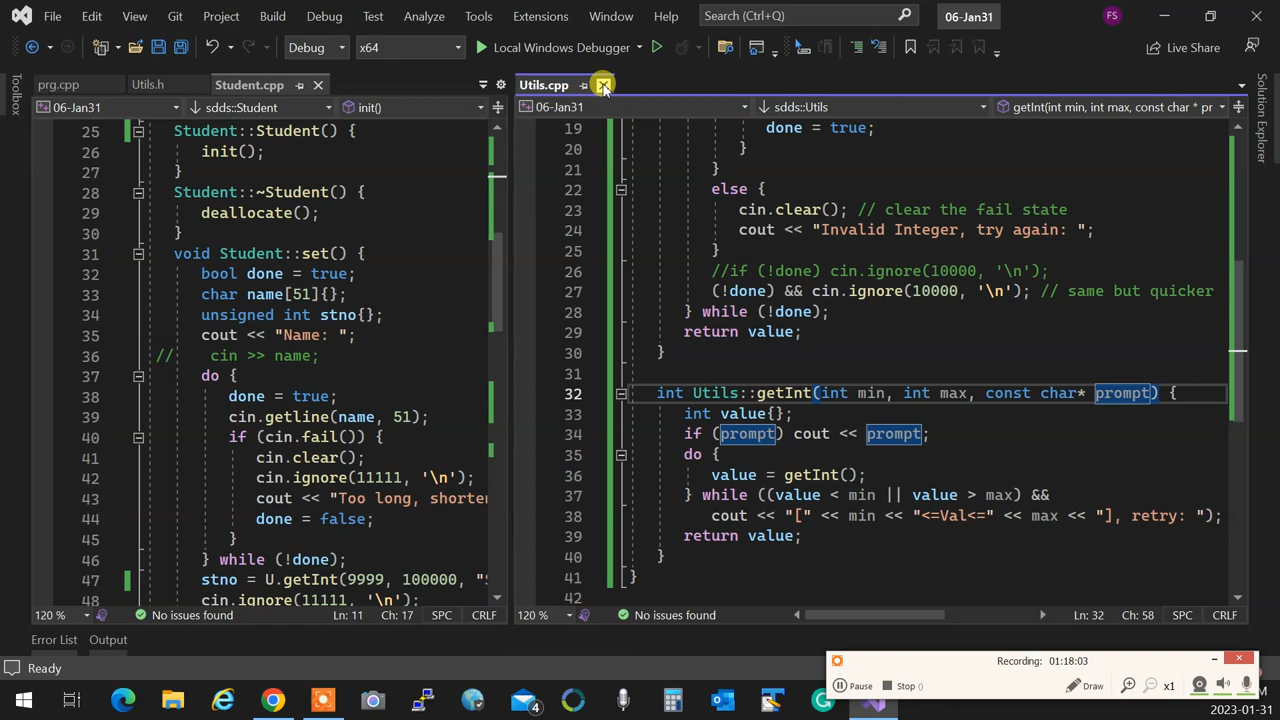 File Edit View Git Project Build Debug Test Analyze Tools Extensions Window Help Search (Ctrl+Q) 06-Jan31 FS
Debug x64 Local Windows Debugger Live Share
Toolbox
prg.cpp Utils.h Student.cpp
06-Jan31 sdds::Student init()
25 Student::Student() {
26 init();
27 }
28 Student::~Student() {
29 deallocate();
30 }
31 void Student::set() {
32 bool done = true;
33 char name[51]{};
34 unsigned int stno{};
35 cout << "Name: ";
36 // cin >> name;
37 do {
38 done = true;
39 cin.getline(name, 51);
40 if (cin.fail()) {
41 cin.clear();
42 cin.ignore(11111, '\n');
43 cout << "Too long, shorten
44 done = false;
45 }
46 } while (!done);
47 stno = U.getInt(9999, 100000, "S
48 cin.ignore(11111, '\n');
120 % No issues found Ln: 11 Ch: 17 SPC CRLF
Utils.cpp
06-Jan31 sdds::Utils getInt(int min, int max, const char * pr
19 done = true;
20 }
21 }
22 else {
23 cin.clear(); // clear the fail state
24 cout << "Invalid Integer, try again: ";
25 }
26 //if (!done) cin.ignore(10000, '\n');
27 (!done) && cin.ignore(10000, '\n'); // same but quicker
28 } while (!done);
29 return value;
30 }
31
32 int Utils::getInt(int min, int max, const char* prompt) {
33 int value{};
34 if (prompt) cout << prompt;
35 do {
36 value = getInt();
37 } while ((value < min || value > max) &&
38 cout << "[" << min << "<=Val<=" << max << "], retry: ");
39 return value;
40 }
41 }
42
120 % No issues found Ln: 32 Ch: 58 SPC CRLF
Solution Explorer
Error List Output
Ready
Recording: 01:18:03
Pause Stop () Draw x1
4
2023-01-31